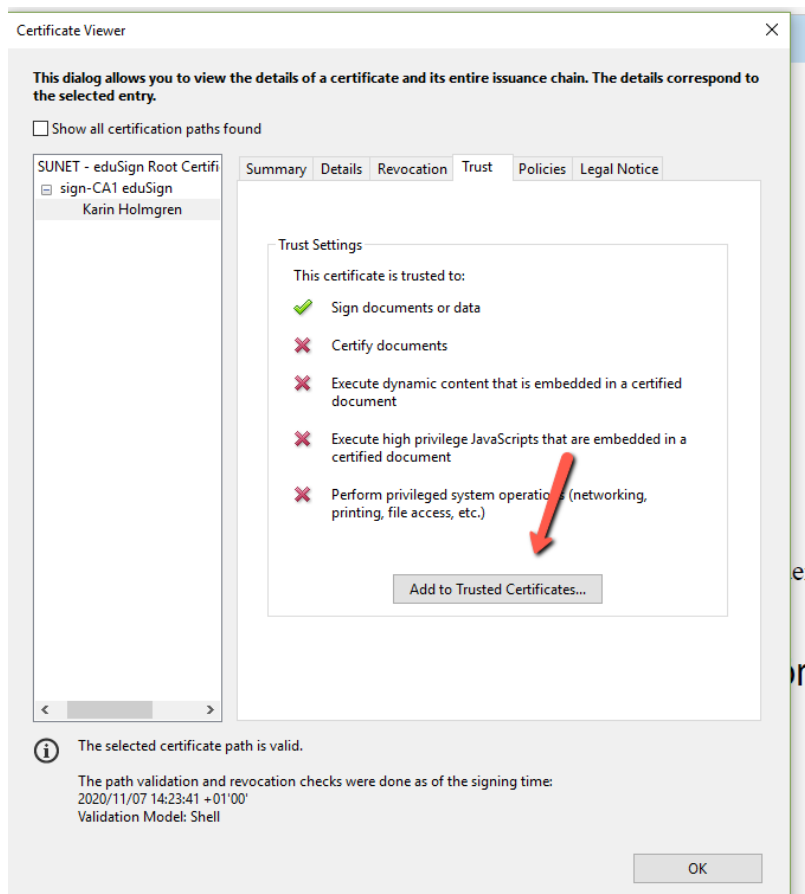 Certificate Viewer
This dialog allows you to view the details of a certificate and its entire issuance chain. The details correspond to
the selected entry.
Show all certification paths found
SUNET - eduSign Root Certifi
sign-CA1 eduSign
Karin Holmgren
Summary Details Revocation Trust Policies Legal Notice
Trust Settings
This certificate is trusted to:
Sign documents or data
Certify documents
Execute dynamic content that is embedded in a certified
document
Execute high privilege JavaScripts that are embedded in a
certified document
Perform privileged system operations (networking,
printing, file access, etc.)
Add to Trusted Certificates...
The selected certificate path is valid.
The path validation and revocation checks were done as of the signing time:
2020/11/07 14:23:41 +01'00'
Validation Model: Shell
OK